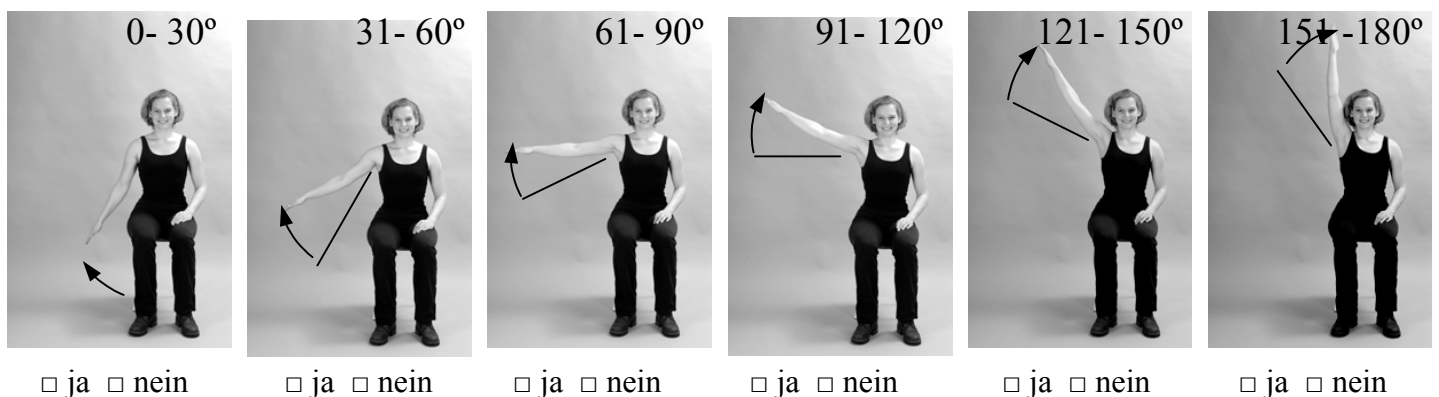 0- 30º 31- 60º 61- 90º 91- 120º 121- 150º 151 -180º
□ ja □ nein □ ja □ nein □ ja □ nein □ ja □ nein □ ja □ nein □ ja □ nein